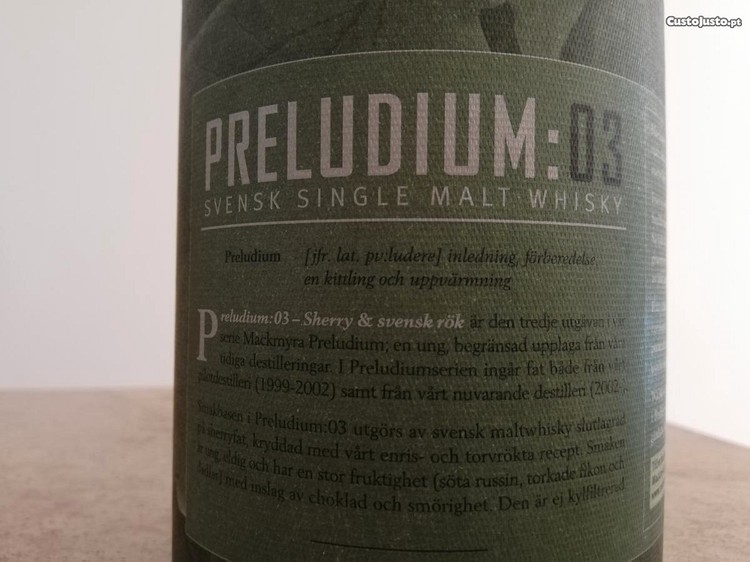 CustoJusto.pt
PRELUDIUM:03
SVENSK SINGLE MALT WHISKY
Preludium [jfr. lat. pv:ludere] inledning, förberedelse,
en kittling och uppvärmning
Preludium:03 – Sherry & svensk rök är den tredje utgåvan i vår
serie Mackmyra Preludium; en ung, begränsad upplaga från våra
tidiga destilleringar. I Preludiumserien ingår fat både från vårt
pilotdestilleri (1999-2002) samt från vårt nuvarande destilleri (2002-).
Smakbasen i Preludium:03 utgörs av svensk maltwhisky slutlagrad
på sherryfat, kryddad med vårt enris- och torvrökta recept. Smaken
är ung, eldig och har en stor fruktighet (söta russin, torkade fikon och
med inslag av choklad och smörighet. Den är ej kylfiltrerad